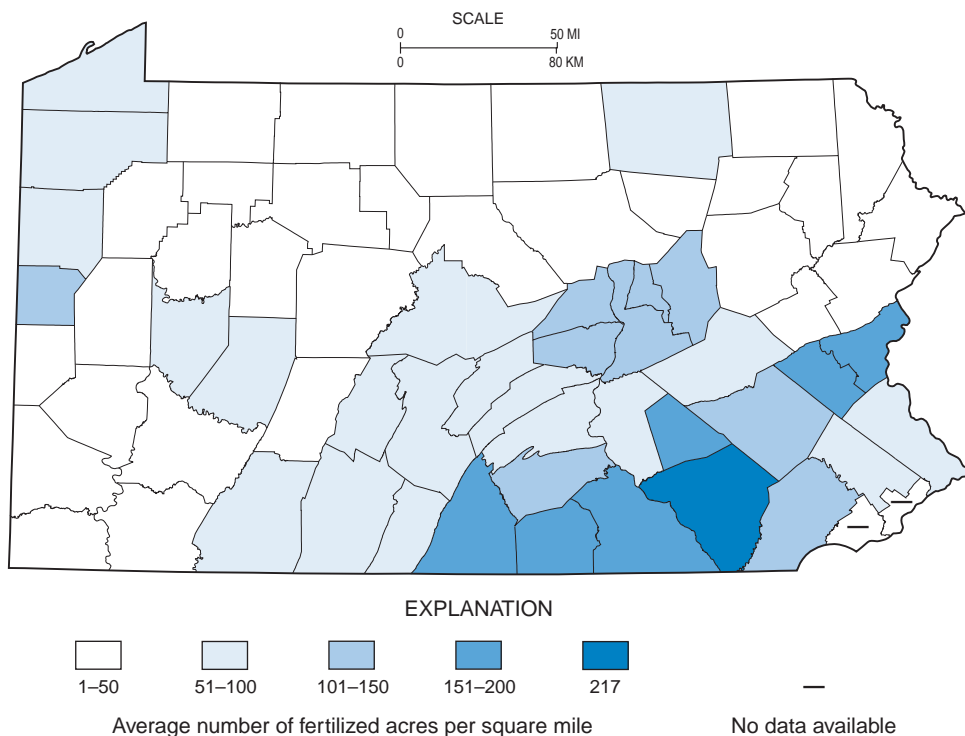 SCALE
0 50 MI
0 80 KM
EXPLANATION
1–50 51–100 101–150 151–200 217 —
Average number of fertilized acres per square mile No data available